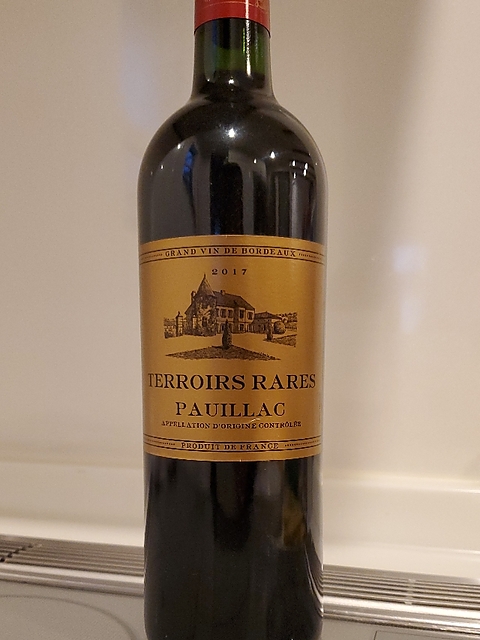 GRAND VIN DE BORDEAUX
2017
TERROIRS RARES
PAUILLAC
APPELLATION D'ORIGINE CONTRÔLÉE
PRODUIT DE FRANCE